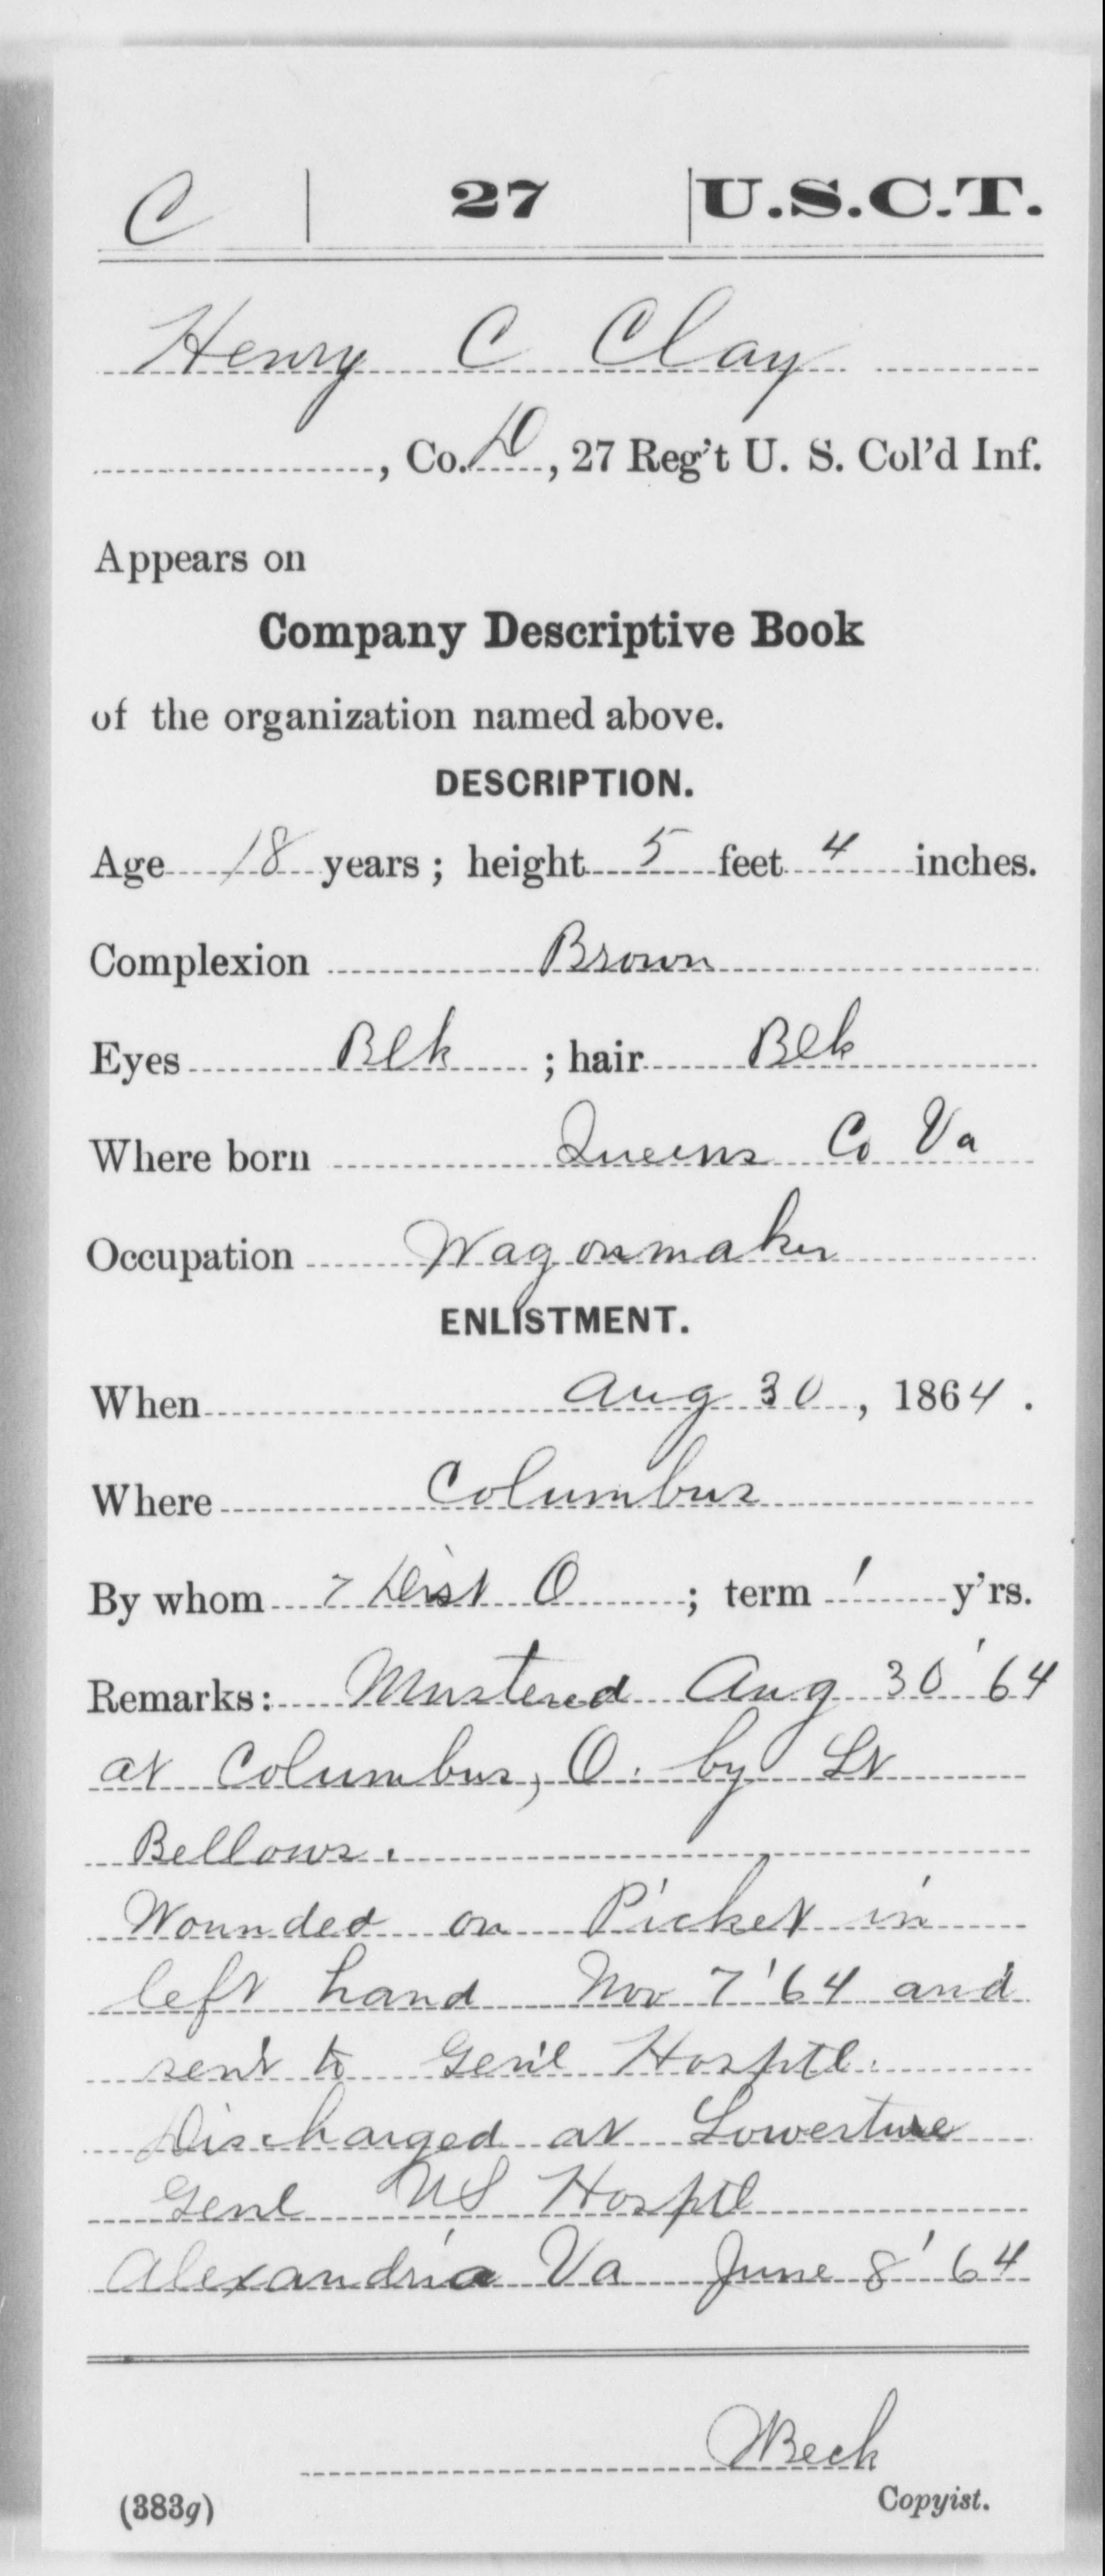 C | 27 | U.S.C.T.
Henry C Clay
, Co. D, 27 Reg't U. S. Col'd Inf.
Appears on
Company Descriptive Book
of the organization named above.
DESCRIPTION.
Age 18 years; height 5 feet 4 inches.
Complexion Brown
Eyes Blk; hair Blk
Where born Queens Co Va
Occupation Wagonmaker
ENLISTMENT.
When Aug 30, 1864.
Where Columbus
By whom 7 Dist O; term 1 y'rs.
Remarks: Mustered Aug 30 '64
at Columbus, O. by Lt
Bellows.
Wounded on Picket in
left hand Nov 7 '64 and
sent to Gen'l Hosptl.
Discharged at Lowerture
Genl US Hosptl
Alexandria Va June 8 '64
Beck
(383g) Copyist.